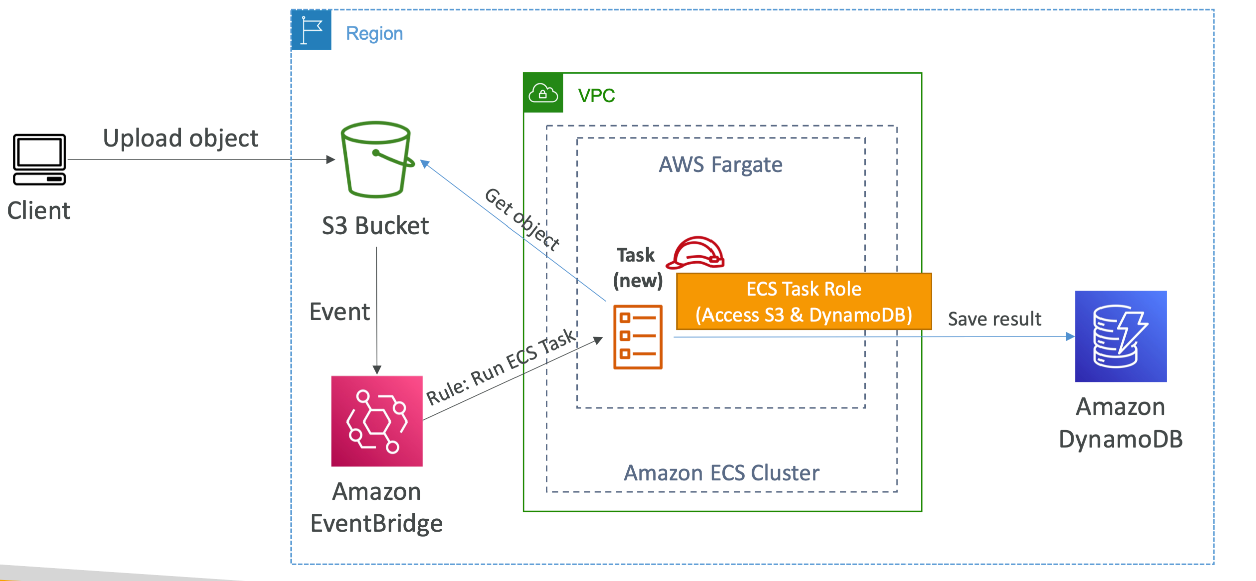 Region
VPC
Upload object
AWS Fargate
Client
S3 Bucket
Get object
Task
(new)
ECS Task Role
(Access S3 & DynamoDB)
Event
Save result
Rule: Run ECS Task
Amazon
DynamoDB
Amazon ECS Cluster
Amazon
EventBridge